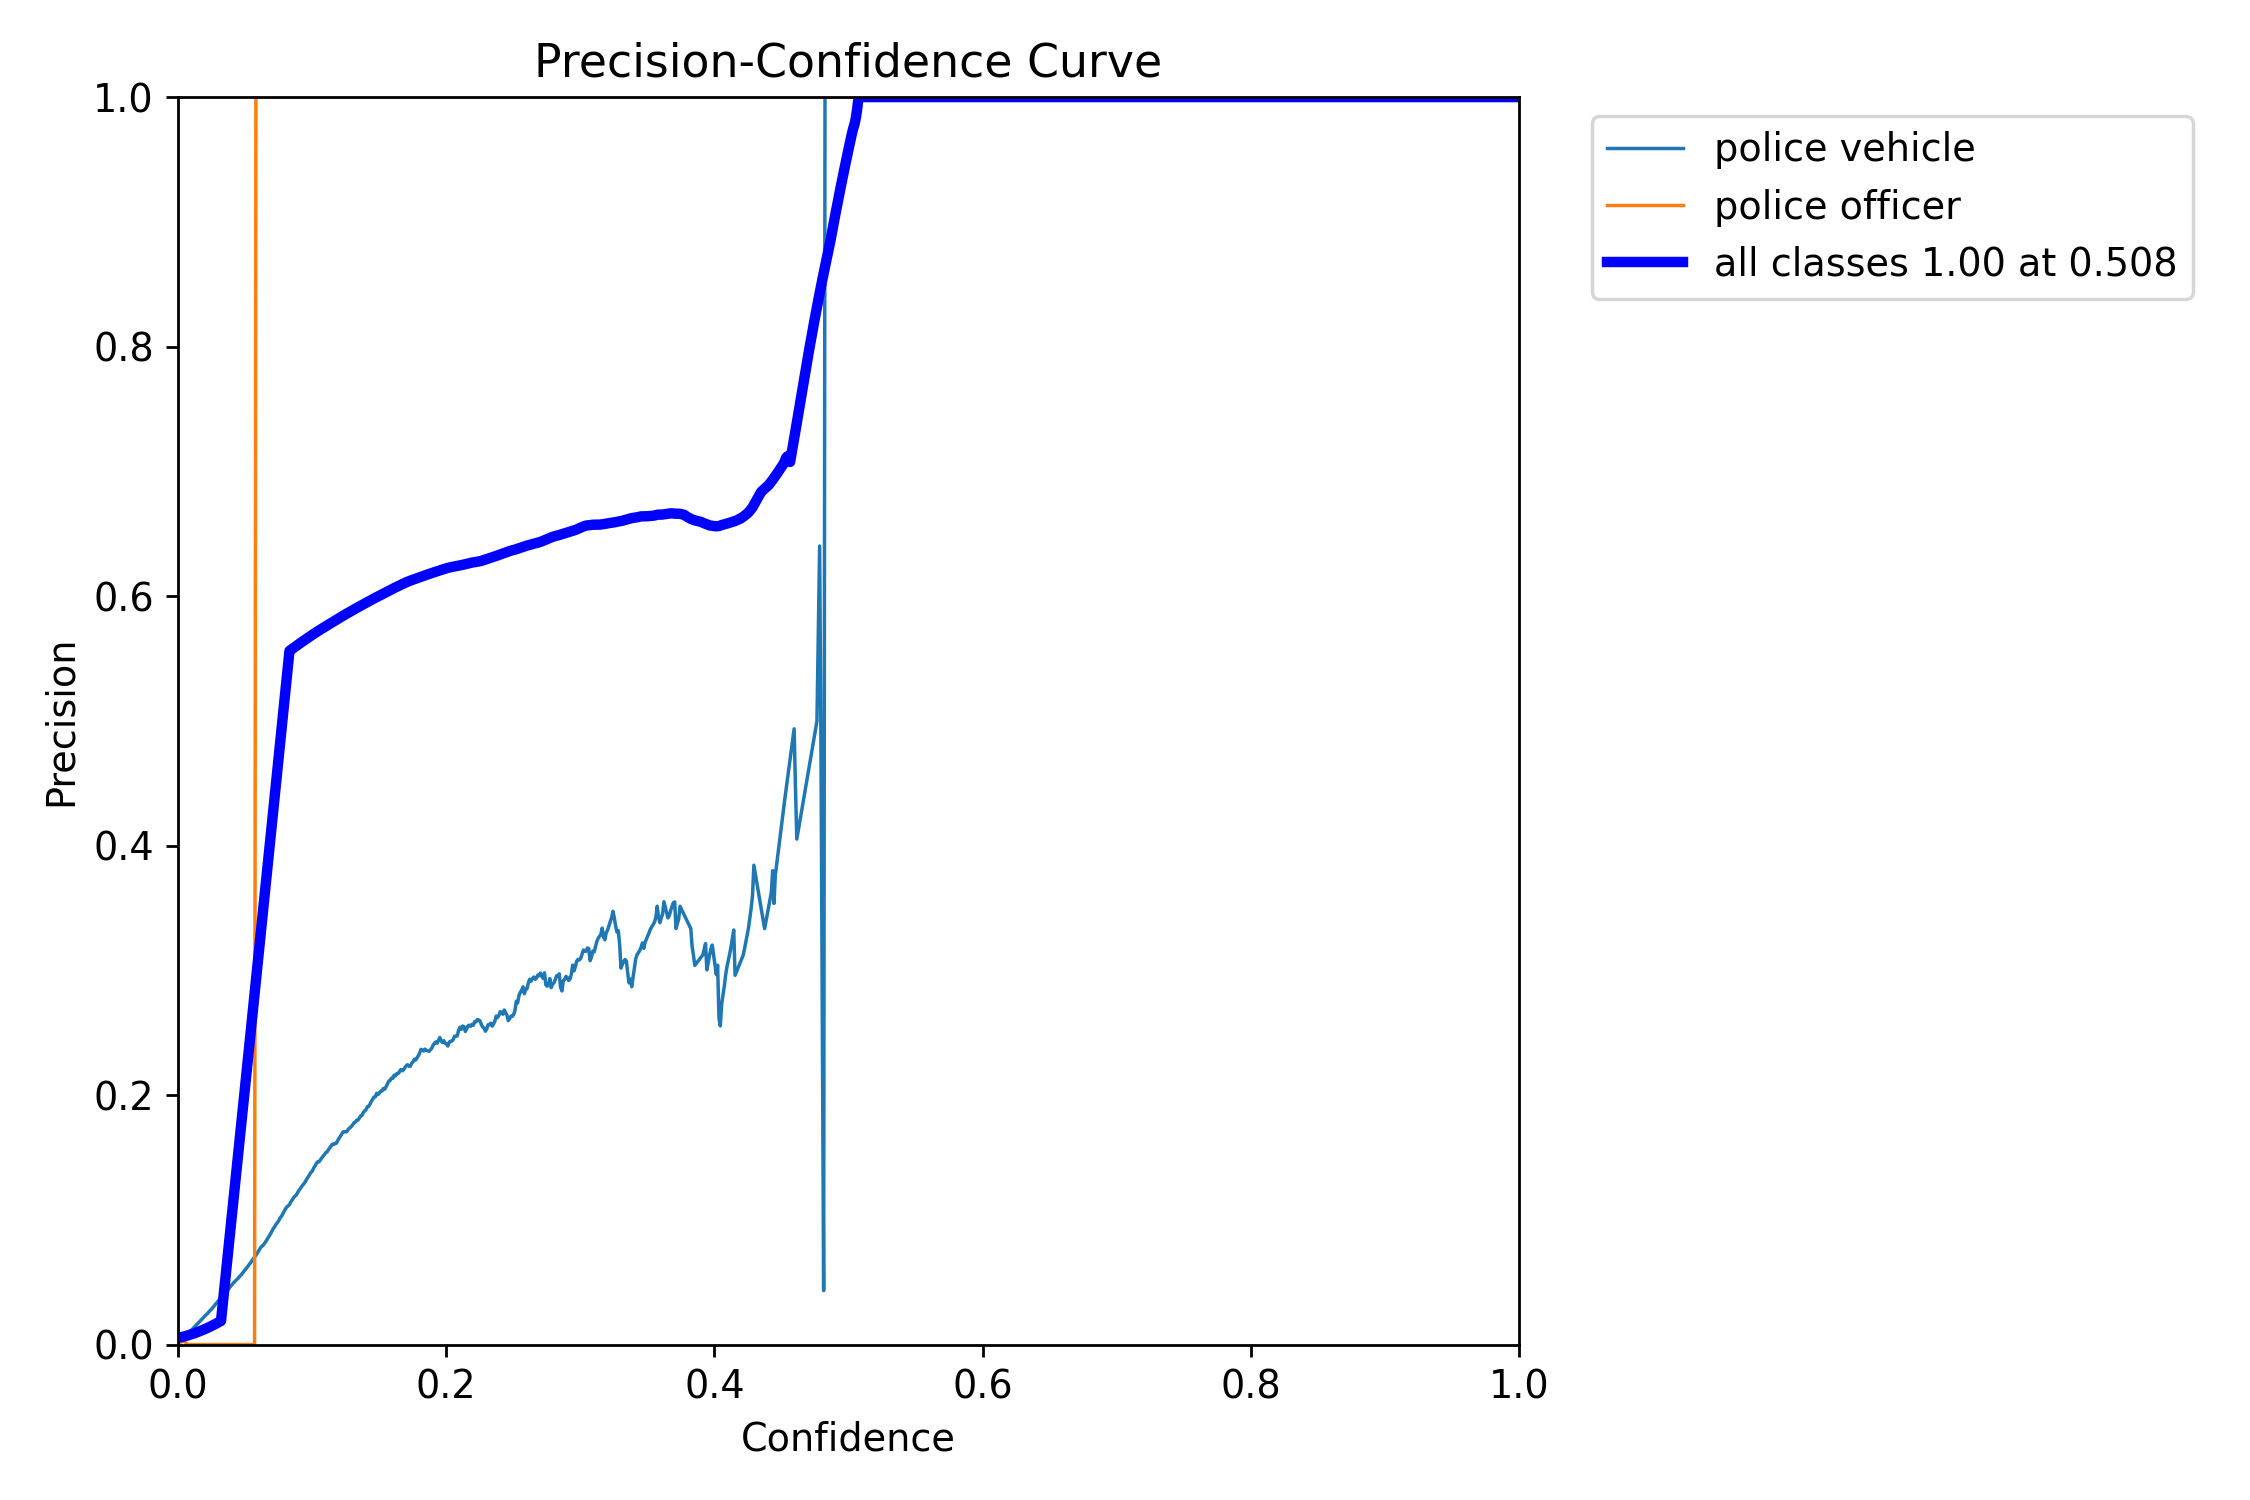 Precision-Confidence Curve
1.0
0.8
0.6
0.4
0.2
0.0
Precision
0.0 0.2 0.4 0.6 0.8 1.0
Confidence
police vehicle
police officer
all classes 1.00 at 0.508